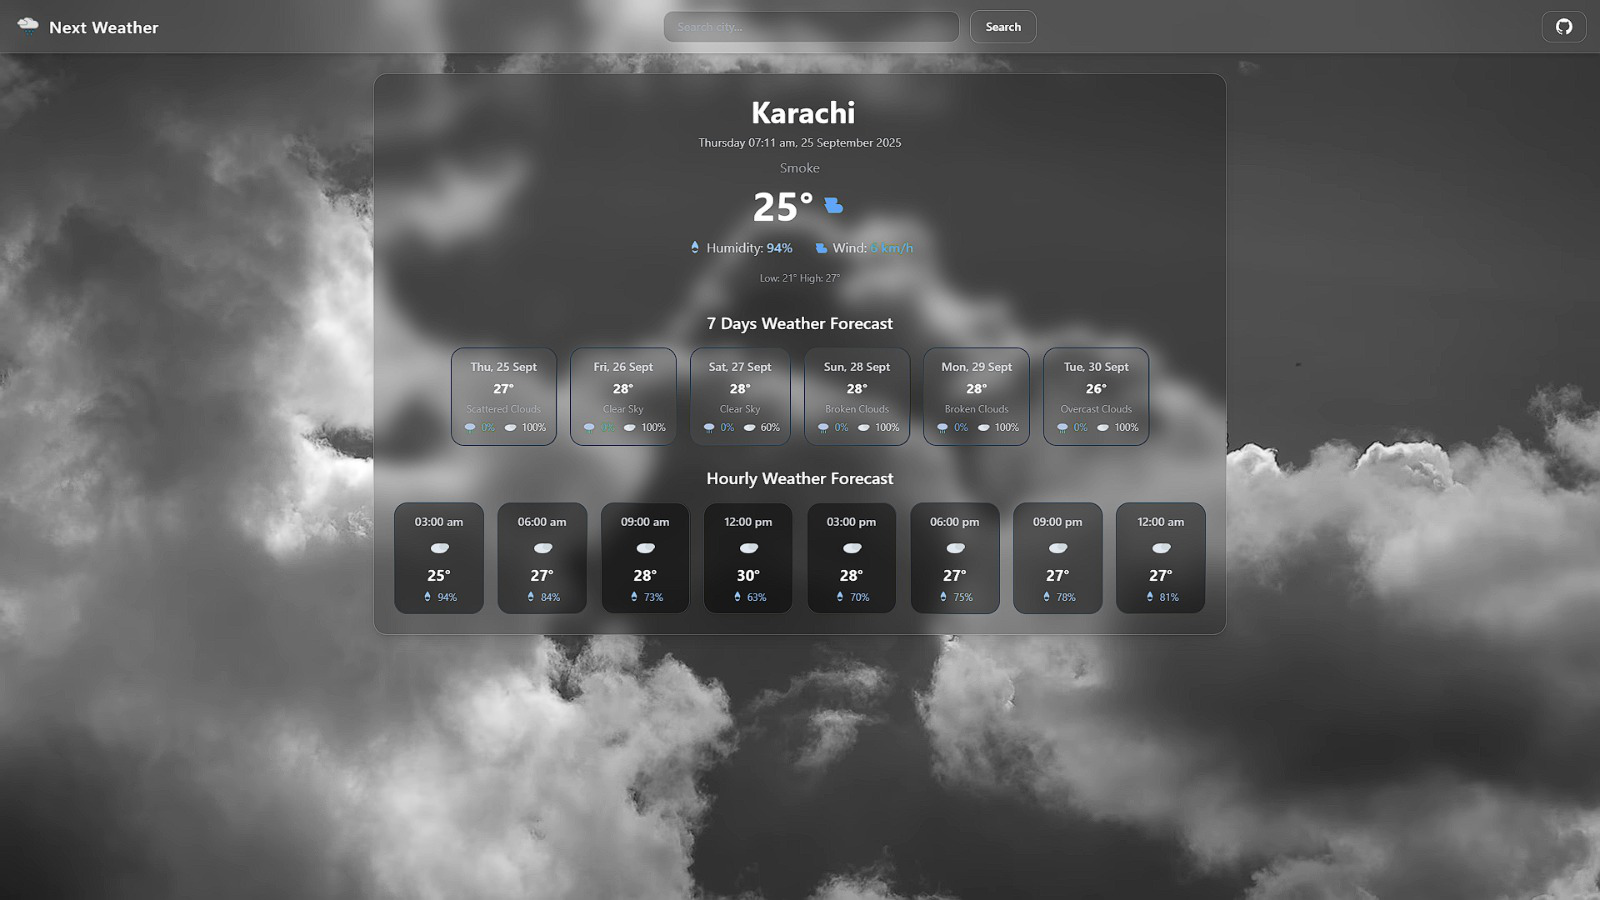 Next Weather
Search city...
Search
Karachi
Thursday 07:11 am, 25 September 2025
Smoke
25°
Humidity: 94% Wind: 6 km/h
Low: 21° High: 27°
7 Days Weather Forecast
Thu, 25 Sept
27°
Scattered Clouds
0% 100%
Fri, 26 Sept
28°
Clear Sky
0% 100%
Sat, 27 Sept
28°
Clear Sky
0% 60%
Sun, 28 Sept
28°
Broken Clouds
0% 100%
Mon, 29 Sept
28°
Broken Clouds
0% 100%
Tue, 30 Sept
26°
Overcast Clouds
0% 100%
Hourly Weather Forecast
03:00 am
25°
94%
06:00 am
27°
84%
09:00 am
28°
73%
12:00 pm
30°
63%
03:00 pm
28°
70%
06:00 pm
27°
75%
09:00 pm
27°
78%
12:00 am
27°
81%